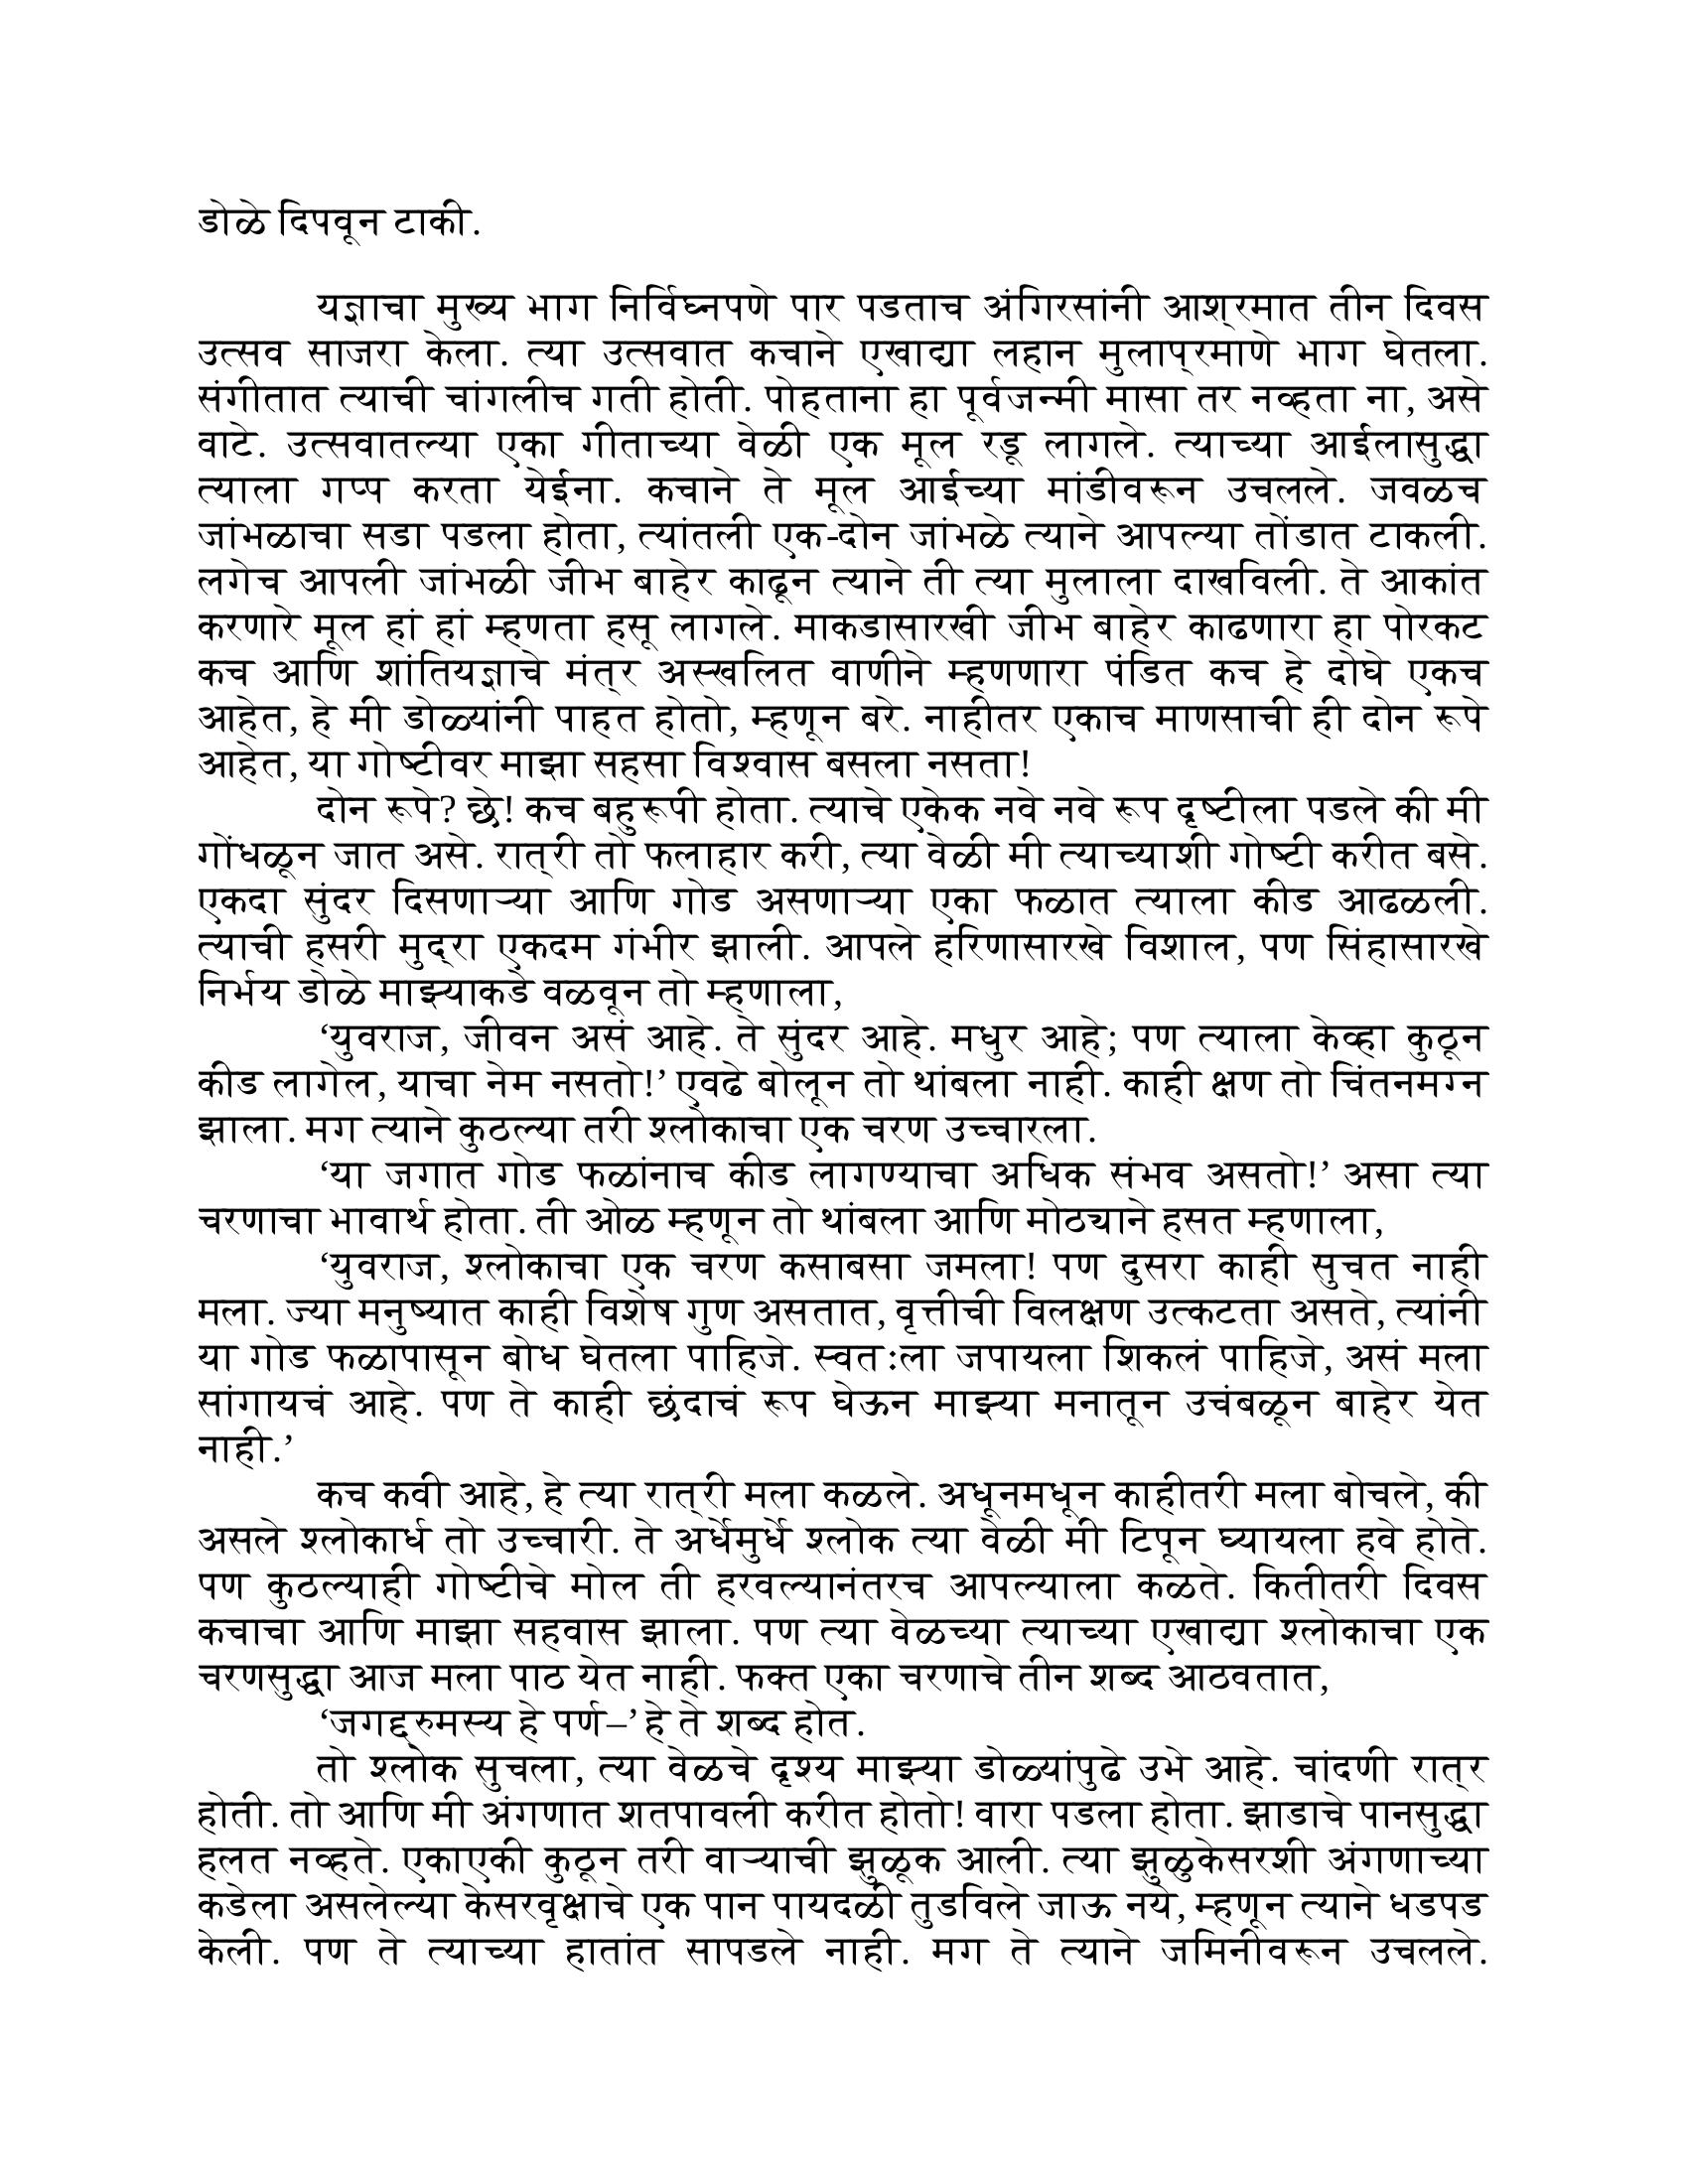 डोळे दिपवून टाकी.
यज्ञाचा मुख्य भाग निर्विघ्नपणे पार पडताच अंगिरसांनी आश्रमात तीन दिवस
उत्सव साजरा केला. त्या उत्सवात कचाने एखाद्या लहान मुलाप्रमाणे भाग घेतला.
संगीतात त्याची चांगलीच गती होती. पोहताना हा पूर्वजन्मी मासा तर नव्हता ना, असे
वाटे. उत्सवातल्या एका गीताच्या वेळी एक मूल रडू लागले. त्याच्या आईलासुद्धा
त्याला गप्प करता येईना. कचाने ते मूल आईच्या मांडीवरून उचलले. जवळच
जांभळाचा सडा पडला होता, त्यांतली एक-दोन जांभळे त्याने आपल्या तोंडात टाकली.
लगेच आपली जांभळी जीभ बाहेर काढून त्याने ती त्या मुलाला दाखविली. ते आकांत
करणारे मूल हां हां म्हणता हसू लागले. माकडासारखी जीभ बाहेर काढणारा हा पोरकट
कच आणि शांतियज्ञाचे मंत्र अस्खलित वाणीने म्हणणारा पंडित कच हे दोघे एकच
आहेत, हे मी डोळ्यांनी पाहत होतो, म्हणून बरे. नाहीतर एकाच माणसाची ही दोन रूपे
आहेत, या गोष्टीवर माझा सहसा विश्वास बसला नसता!
दोन रूपे? छे! कच बहुरूपी होता. त्याचे एकेक नवे नवे रूप दृष्टीला पडले की मी
गोंधळून जात असे. रात्री तो फलाहार करी, त्या वेळी मी त्याच्याशी गोष्टी करीत बसे.
एकदा सुंदर दिसणाऱ्या आणि गोड असणाऱ्या एका फळात त्याला कीड आढळली.
त्याची हसरी मुद्रा एकदम गंभीर झाली. आपले हरिणासारखे विशाल, पण सिंहासारखे
निर्भय डोळे माझ्याकडे वळवून तो म्हणाला,
‘युवराज, जीवन असं आहे. ते सुंदर आहे. मधुर आहे; पण त्याला केव्हा कुठून
कीड लागेल, याचा नेम नसतो!’ एवढे बोलून तो थांबला नाही. काही क्षण तो चिंतनमग्न
झाला. मग त्याने कुठल्या तरी श्लोकाचा एक चरण उच्चारला.
‘या जगात गोड फळांनाच कीड लागण्याचा अधिक संभव असतो!’ असा त्या
चरणाचा भावार्थ होता. ती ओळ म्हणून तो थांबला आणि मोठ्याने हसत म्हणाला,
‘युवराज, श्लोकाचा एक चरण कसाबसा जमला! पण दुसरा काही सुचत नाही
मला. ज्या मनुष्यात काही विशेष गुण असतात, वृत्तीची विलक्षण उत्कटता असते, त्यांनी
या गोड फळापासून बोध घेतला पाहिजे. स्वतःला जपायला शिकलं पाहिजे, असं मला
सांगायचं आहे. पण ते काही छंदाचं रूप घेऊन माझ्या मनातून उचंबळून बाहेर येत
नाही.’
कच कवी आहे, हे त्या रात्री मला कळले. अधूनमधून काहीतरी मला बोचले, की
असले श्लोकार्ध तो उच्चारी. ते अर्धेमुर्धे श्लोक त्या वेळी मी टिपून घ्यायला हवे होते.
पण कुठल्याही गोष्टीचे मोल ती हरवल्यानंतरच आपल्याला कळते. कितीतरी दिवस
कचाचा आणि माझा सहवास झाला. पण त्या वेळच्या त्याच्या एखाद्या श्लोकाचा एक
चरणसुद्धा आज मला पाठ येत नाही. फक्त एका चरणाचे तीन शब्द आठवतात,
‘जगद्द्रुमस्य हे पर्ण–’ हे ते शब्द होत.
तो श्लोक सुचला, त्या वेळचे दृश्य माझ्या डोळ्यांपुढे उभे आहे. चांदणी रात्र
होती. तो आणि मी अंगणात शतपावली करीत होतो! वारा पडला होता. झाडाचे पानसुद्धा
हलत नव्हते. एकाएकी कुठून तरी वाऱ्याची झुळूक आली. त्या झुळुकेसरशी अंगणाच्या
कडेला असलेल्या केसरवृक्षाचे एक पान पायदळी तुडविले जाऊ नये, म्हणून त्याने धडपड
केली. पण ते त्याच्या हातांत सापडले नाही. मग ते त्याने जमिनीवरून उचलले.